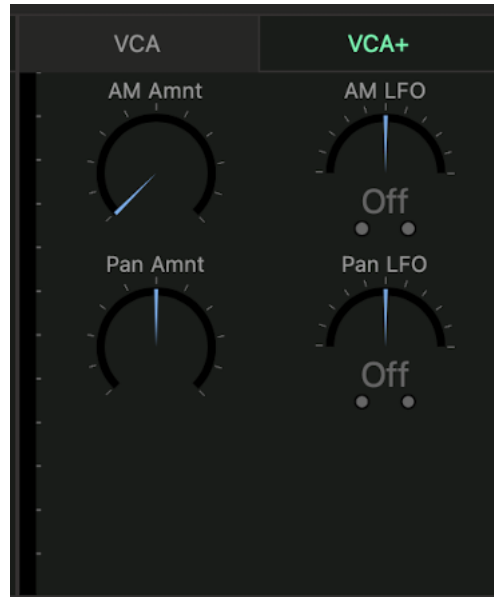 VCA VCA+
AM Amnt AM LFO
Off
Pan Amnt Pan LFO
Off